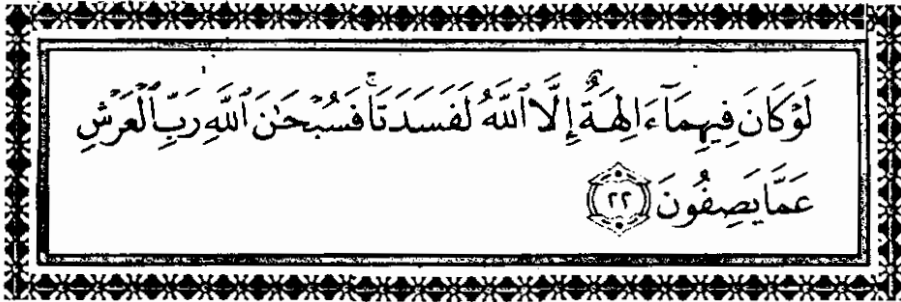 لَوْ كَانَ فِيهِمَآ ءَالِهَةٌ إِلَّا ٱللَّهُ لَفَسَدَتَا ۚ فَسُبْحَـٰنَ ٱللَّهِ رَبِّ ٱلْعَرْشِ
عَمَّا يَصِفُونَ ٢٢